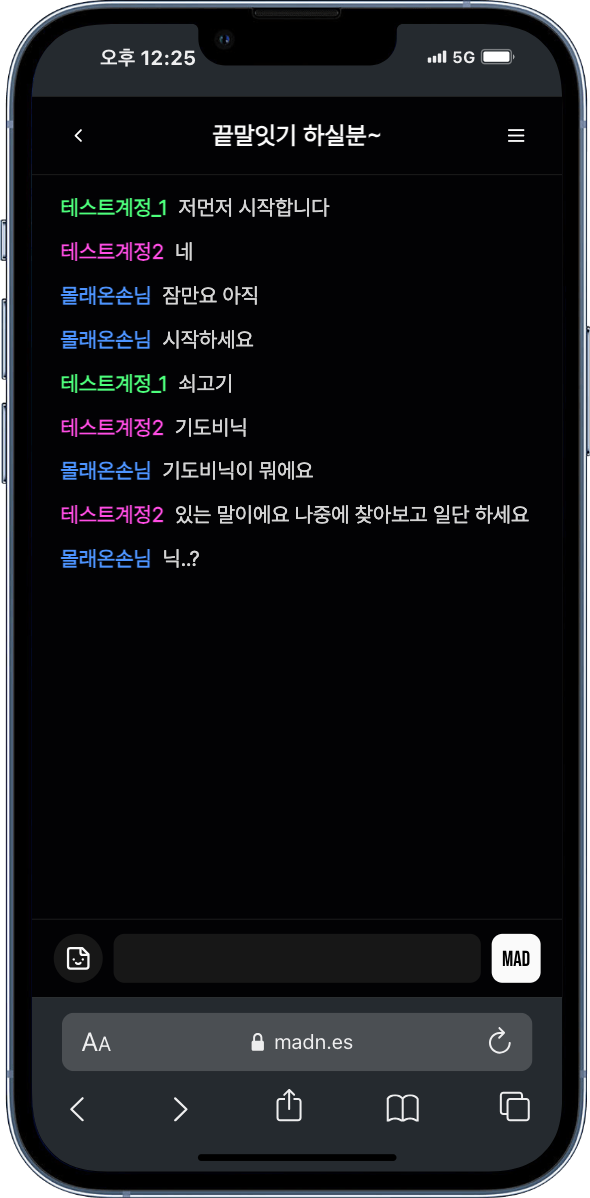 오후 12:25
5G
끝말잇기 하실분~
테스트계정_1 저먼저 시작합니다
테스트계정2 네
몰래온손님 잠만요 아직
몰래온손님 시작하세요
테스트계정_1 쇠고기
테스트계정2 기도비닉
몰래온손님 기도비닉이 뭐에요
테스트계정2 있는 말이에요 나중에 찾아보고 일단 하세요
몰래온손님 닉..?
MAD
AA
madn.es